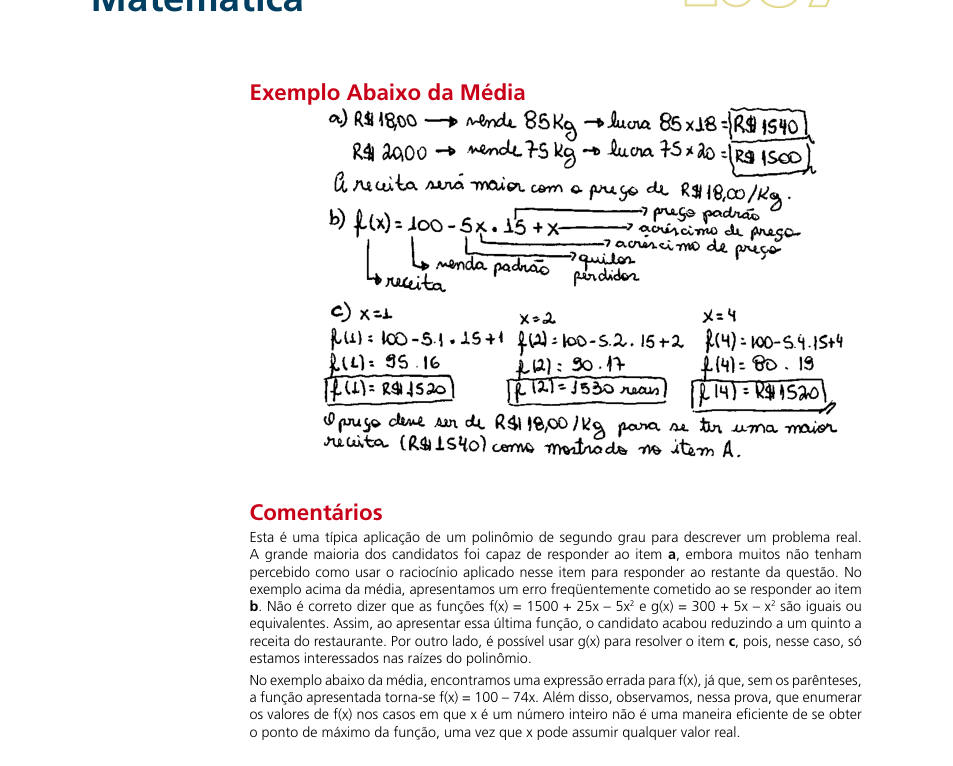 Matemática
Exemplo Abaixo da Média
a) R$ 18,00 → vende 85 Kg → lucra 85 x 18 = R$ 1540
R$ 20,00 → vende 75 Kg → lucra 75 x 20 = R$ 1500
A receita será maior com o preço de R$ 18,00/Kg.
b) f(x) = 100 - 5x . 15 + x
preço padrão
acréscimo de preço
acréscimo de preço
quilos perdidos
venda padrão
receita
c) x=1
f(1) = 100 - 5.1 . 15 + 1
f(1) = 95 . 16
f(1) = R$ 1520
x=2
f(2) = 100 - 5.2 . 15 + 2
f(2) = 90 . 17
f(2) = 1530 reais
x=4
f(4) = 100 - 5.4 . 15 + 4
f(4) = 80 . 19
f(4) = R$ 1520
O preço deve ser de R$ 18,00/Kg para se ter uma maior
receita (R$ 1540) como mostrado no item A.
Comentários
Esta é uma típica aplicação de um polinômio de segundo grau para descrever um problema real.
A grande maioria dos candidatos foi capaz de responder ao item a, embora muitos não tenham
percebido como usar o raciocínio aplicado nesse item para responder ao restante da questão. No
exemplo acima da média, apresentamos um erro freqüentemente cometido ao se responder ao item
b. Não é correto dizer que as funções f(x) = 1500 + 25x – 5x² e g(x) = 300 + 5x – x² são iguais ou
equivalentes. Assim, ao apresentar essa última função, o candidato acabou reduzindo a um quinto a
receita do restaurante. Por outro lado, é possível usar g(x) para resolver o item c, pois, nesse caso, só
estamos interessados nas raízes do polinômio.
No exemplo abaixo da média, encontramos uma expressão errada para f(x), já que, sem os parênteses,
a função apresentada torna-se f(x) = 100 – 74x. Além disso, observamos, nessa prova, que enumerar
os valores de f(x) nos casos em que x é um número inteiro não é uma maneira eficiente de se obter
o ponto de máximo da função, uma vez que x pode assumir qualquer valor real.